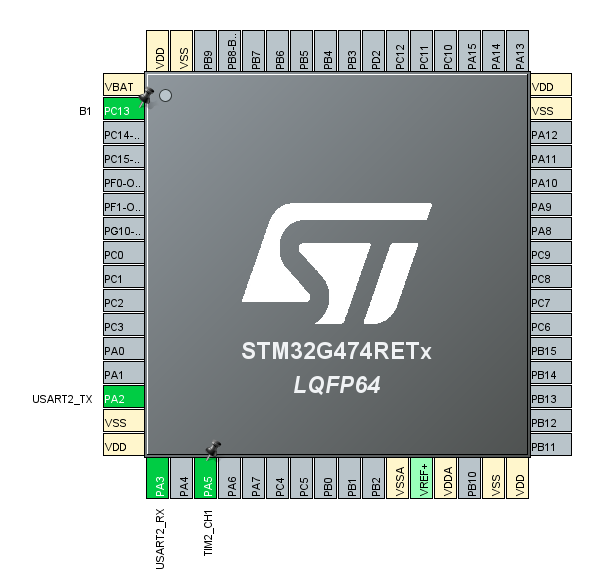 VDD
VSS
PB9
PB8-B..
PB7
PB6
PB5
PB4
PB3
PD2
PC12
PC11
PC10
PA15
PA14
PA13
VBAT
B1 PC13
PC14-..
PC15-..
PF0-O..
PF1-O..
PG10-..
PC0
PC1
PC2
PC3
PA0
PA1
USART2_TX PA2
VSS
VDD
STM32G474RETx
LQFP64
VDD
VSS
PA12
PA11
PA10
PA9
PA8
PC9
PC8
PC7
PC6
PB15
PB14
PB13
PB12
PB11
PA3
PA4
PA5
PA6
PA7
PC4
PC5
PB0
PB1
PB2
VSSA
VREF+
VDDA
PB10
VSS
VDD
USART2_RX
TIM2_CH1